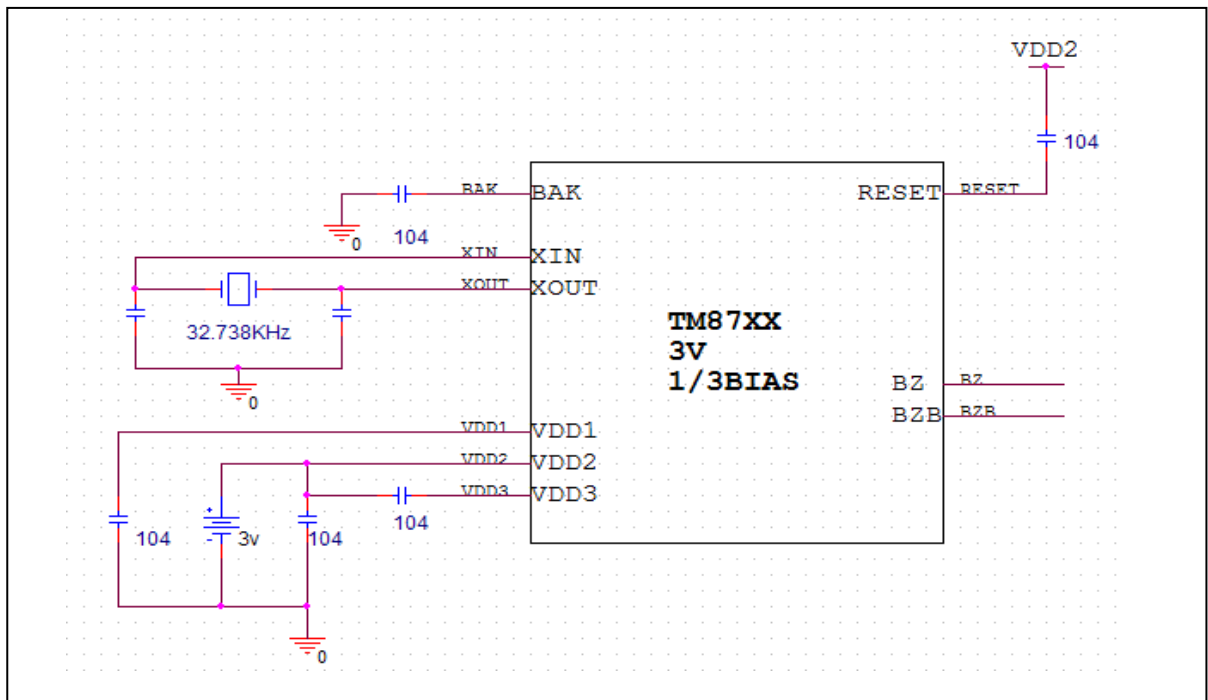 VDD2
104
BAK
BAK
RESET
RESET
104
0
XIN
XIN
XOUT
XOUT
32.738KHz
0
TM87XX
3V
1/3BIAS
BZ
BZ
BZB
BZB
VDD1
VDD1
VDD2
VDD2
VDD3
VDD3
104
104
+
-
3v
104
0